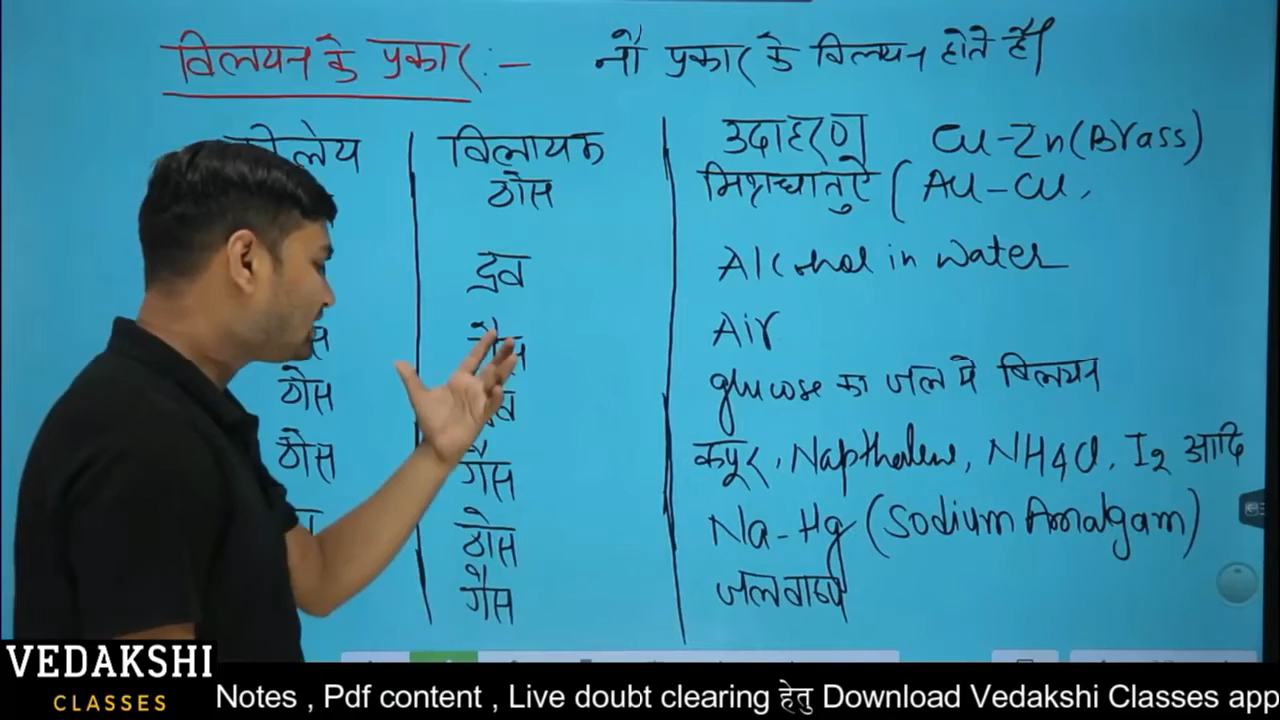 विलयन के प्रकार :- नौ प्रकार के विलयन होते हैं।
विलायक उदाहरण Cu-Zn(Brass)
ठोस मिश्रधातुऐं (Au-Cu,
द्रव Alcohol in water
Air
ठोस glucose का जल मे विलयन
ठोस गैस कपूर, Napthalene, NH4Cl, I2 आदि
ठोस Na-Hg (Sodium Amalgam)
गैस जलवाष्प
VEDAKSHI
CLASSES
Notes , Pdf content , Live doubt clearing हेतु Download Vedakshi Classes app